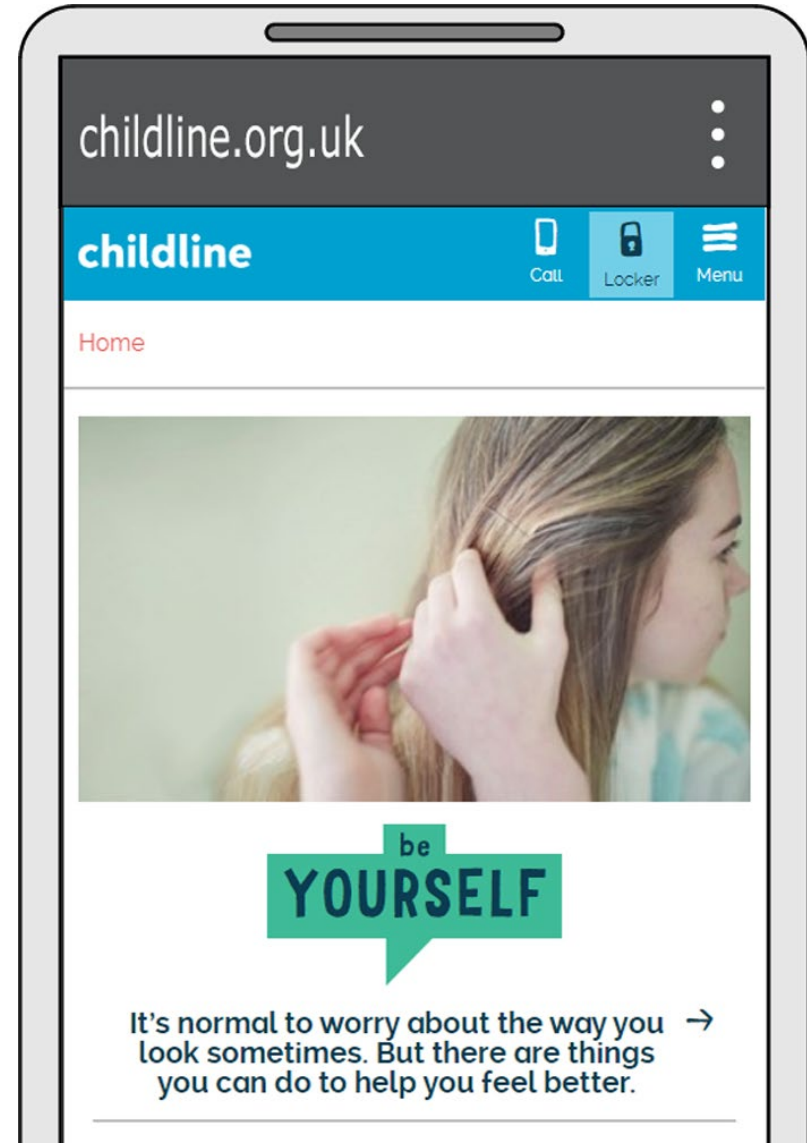 childline.org.uk
childline
Call
Locker
Menu
Home
be
YOURSELF
It's normal to worry about the way you →
look sometimes. But there are things
you can do to help you feel better.